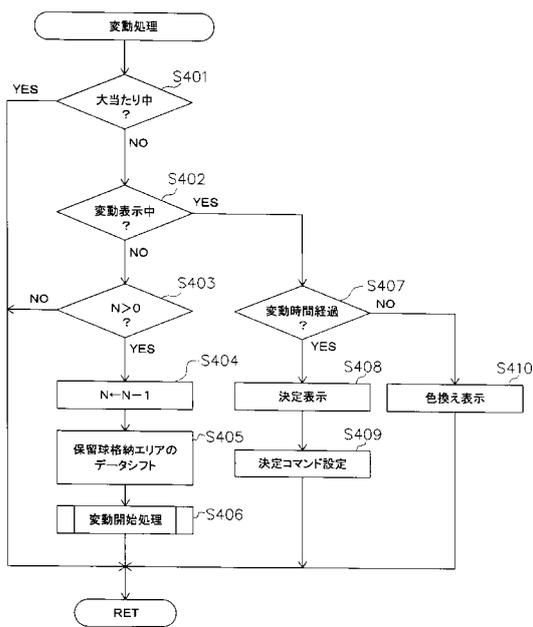 変動処理
S401
YES
大当たり中
?
NO
S402
変動表示中
?
YES
NO
S403
NO
N>0
?
YES
S407
変動時間経過
?
NO
YES
S404
N←N-1
S408
決定表示
S410
色換え表示
S405
保留球格納エリアの
データシフト
S409
決定コマンド設定
S406
変動開始処理
RET